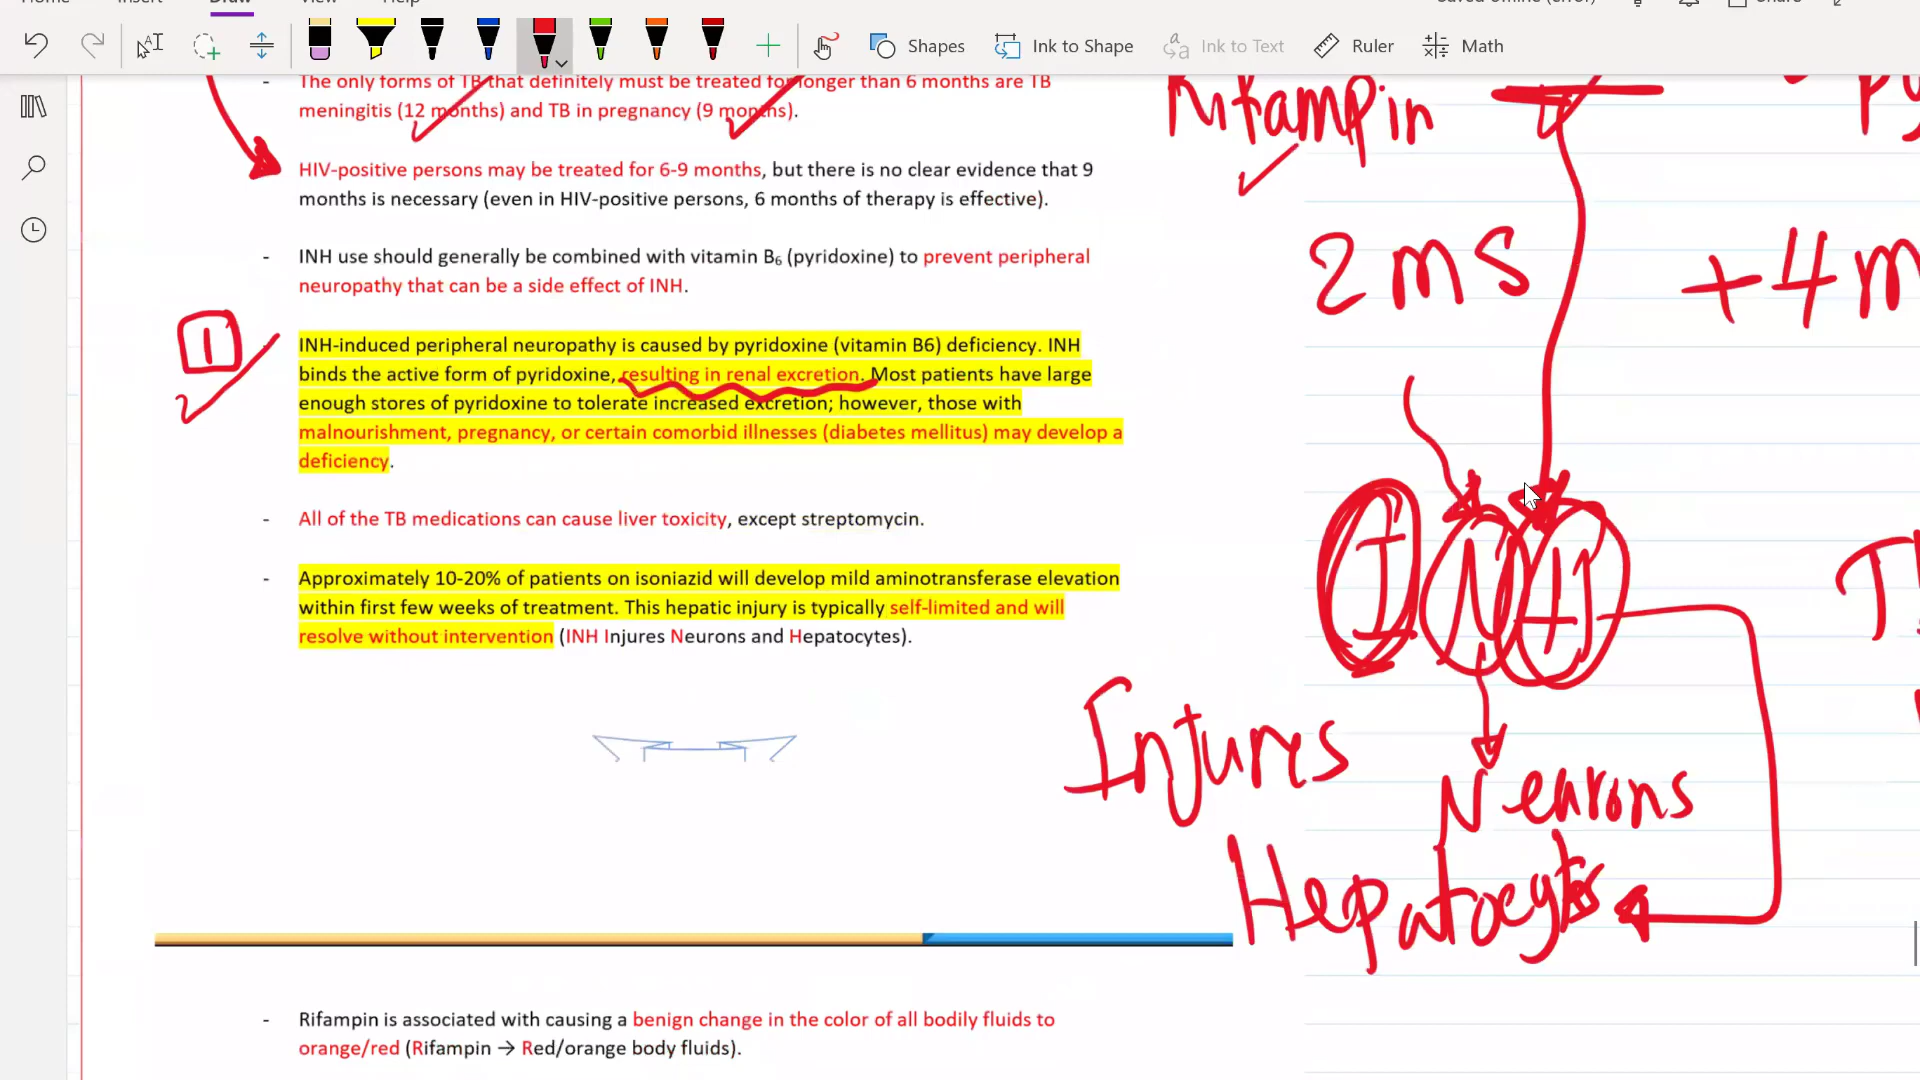 Home Insert Draw View Help Saved online (error) Share
Shapes Ink to Shape Ink to Text Ruler Math
- The only forms of TB that definitely must be treated for longer than 6 months are TB
meningitis (12 months) and TB in pregnancy (9 months).
HIV-positive persons may be treated for 6-9 months, but there is no clear evidence that 9
months is necessary (even in HIV-positive persons, 6 months of therapy is effective).
- INH use should generally be combined with vitamin B₆ (pyridoxine) to prevent peripheral
neuropathy that can be a side effect of INH.
1
- INH-induced peripheral neuropathy is caused by pyridoxine (vitamin B6) deficiency. INH
binds the active form of pyridoxine, resulting in renal excretion. Most patients have large
enough stores of pyridoxine to tolerate increased excretion; however, those with
malnourishment, pregnancy, or certain comorbid illnesses (diabetes mellitus) may develop a
deficiency.
- All of the TB medications can cause liver toxicity, except streptomycin.
- Approximately 10-20% of patients on isoniazid will develop mild aminotransferase elevation
within first few weeks of treatment. This hepatic injury is typically self-limited and will
resolve without intervention (INH Injures Neurons and Hepatocytes).
- Rifampin is associated with causing a benign change in the color of all bodily fluids to
orange/red (Rifampin → Red/orange body fluids).
Rifampin
2 ms +4 m
INH
Injures
Neurons
Hepatocytes